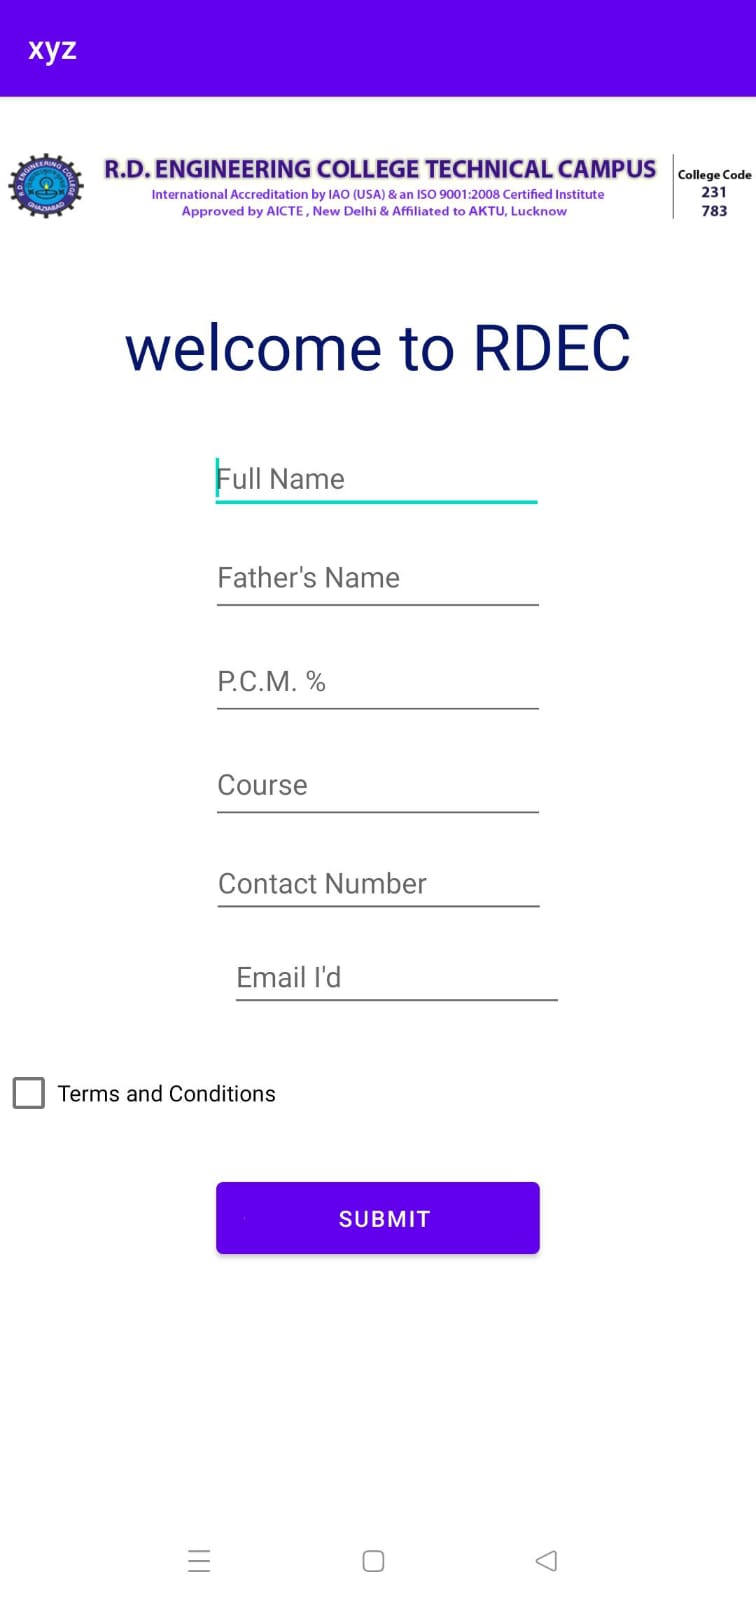 xyz
R.D. ENGINEERING COLLEGE TECHNICAL CAMPUS
International Accreditation by IAO (USA) & an ISO 9001:2008 Certified Institute
Approved by AICTE , New Delhi & Affiliated to AKTU, Lucknow
College Code
231
783
R.D. ENGINEERING COLLEGE
GHAZIABAD
welcome to RDEC
Full Name
Father's Name
P.C.M. %
Course
Contact Number
Email I'd
Terms and Conditions
SUBMIT